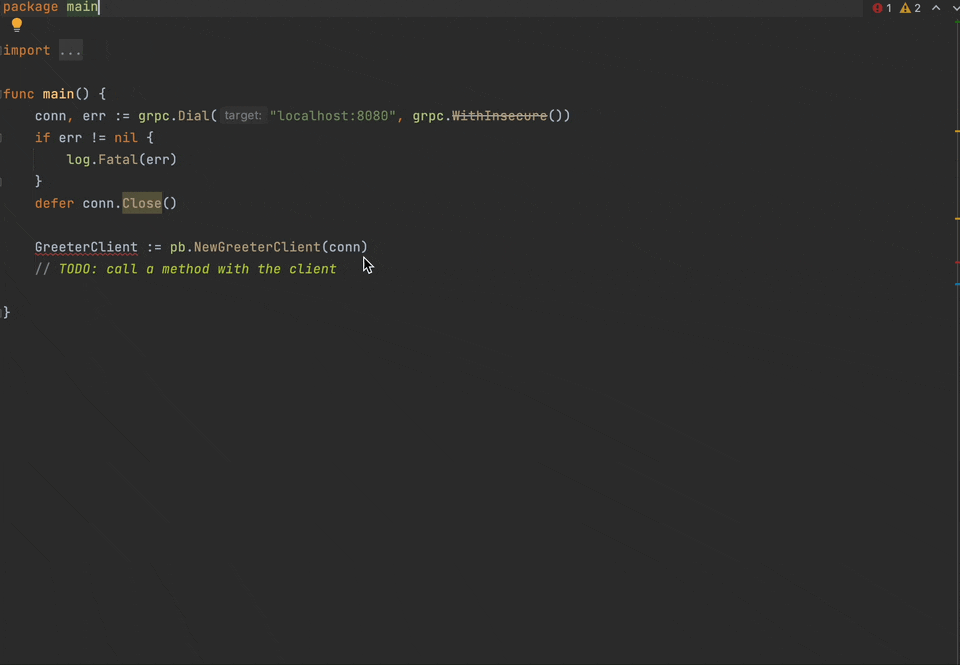 package main
1 2
import ...
func main() {
conn, err := grpc.Dial( target: "localhost:8080", grpc.WithInsecure())
if err != nil {
log.Fatal(err)
}
defer conn.Close()
GreeterClient := pb.NewGreeterClient(conn)
// TODO: call a method with the client
}